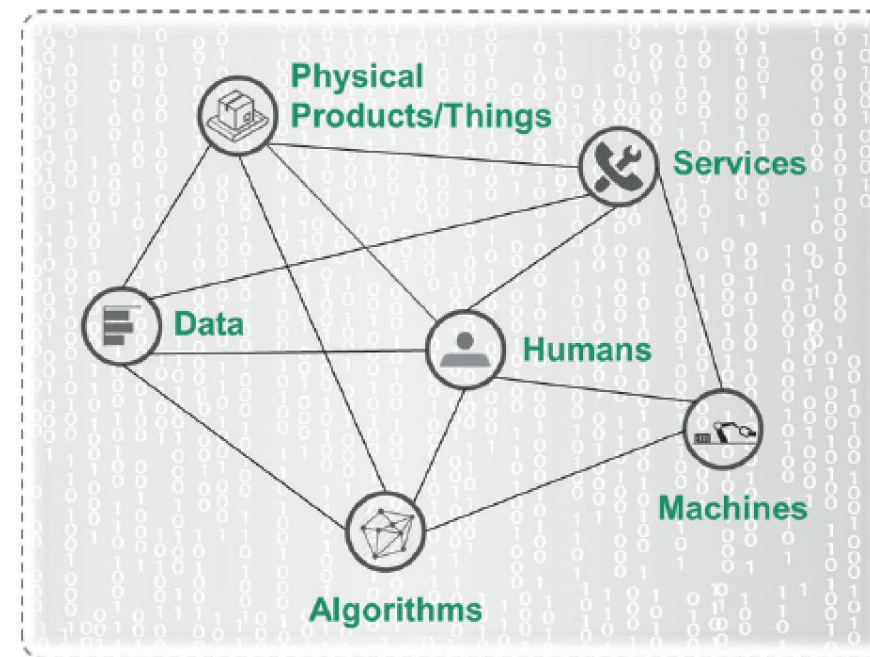 Physical
Products/Things
Services
Data
Humans
Machines
Algorithms